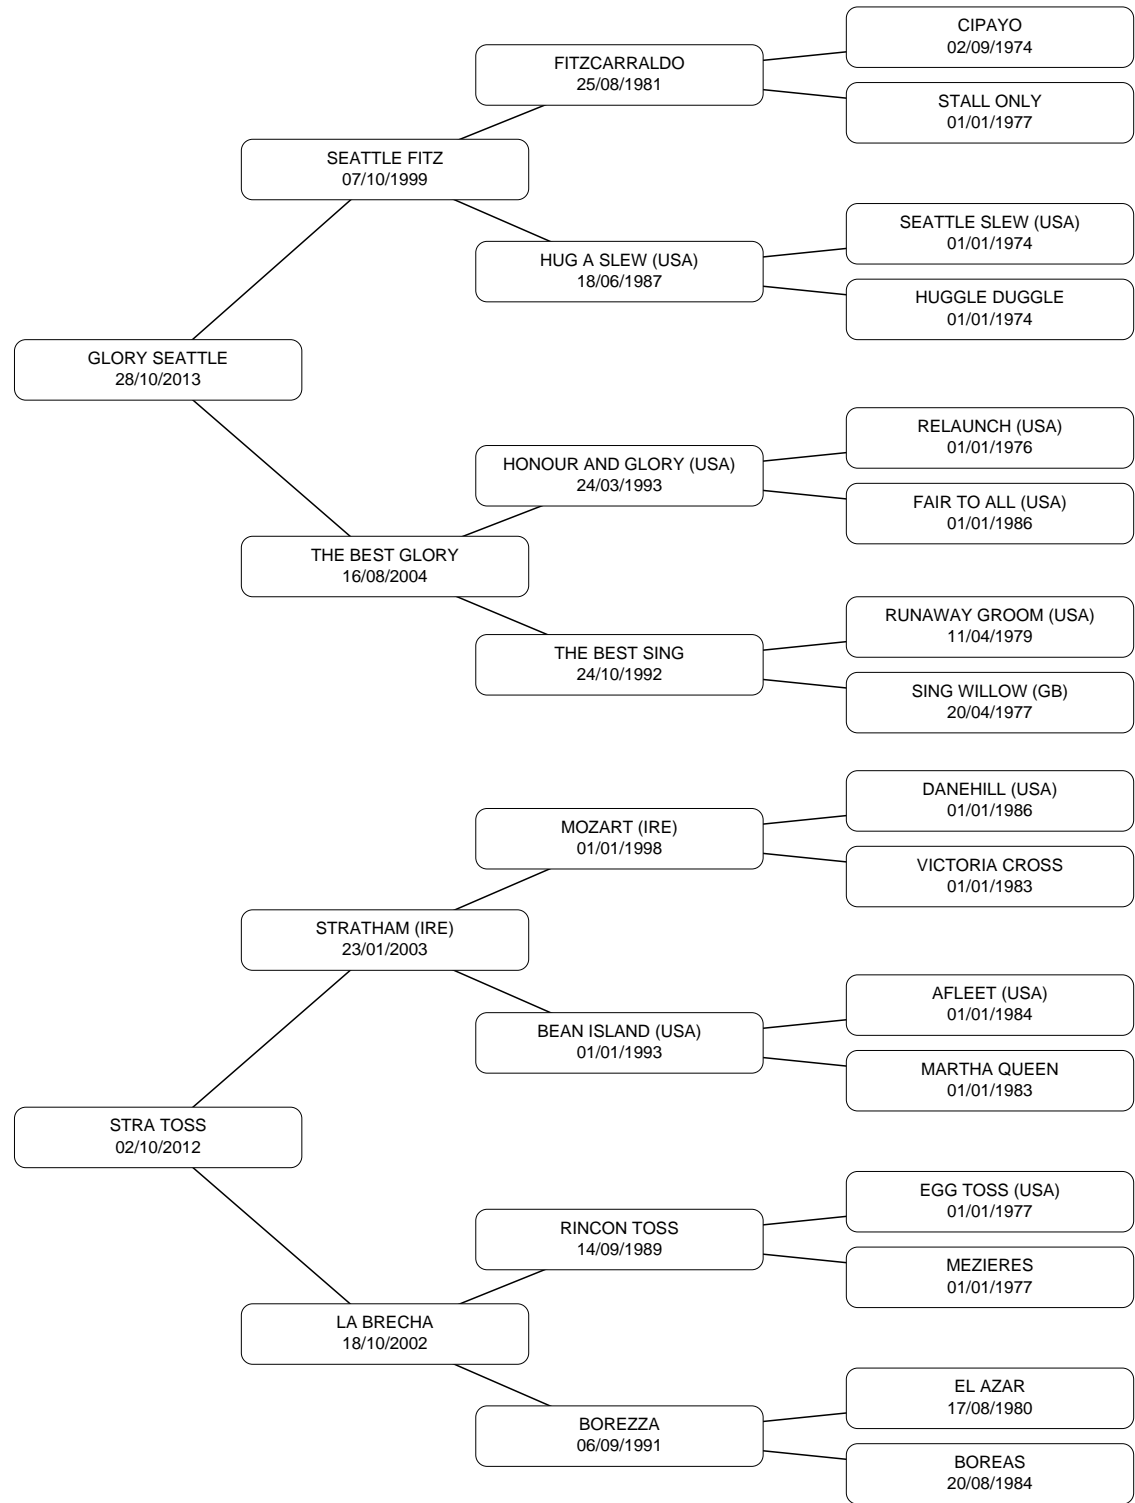 CIPAYO
02/09/1974
FITZCARRALDO
25/08/1981
STALL ONLY
01/01/1977
SEATTLE FITZ
07/10/1999
SEATTLE SLEW (USA)
01/01/1974
HUG A SLEW (USA)
18/06/1987
HUGGLE DUGGLE
01/01/1974
GLORY SEATTLE
28/10/2013
RELAUNCH (USA)
01/01/1976
HONOUR AND GLORY (USA)
24/03/1993
FAIR TO ALL (USA)
01/01/1986
THE BEST GLORY
16/08/2004
RUNAWAY GROOM (USA)
11/04/1979
THE BEST SING
24/10/1992
SING WILLOW (GB)
20/04/1977
DANEHILL (USA)
01/01/1986
MOZART (IRE)
01/01/1998
VICTORIA CROSS
01/01/1983
STRATHAM (IRE)
23/01/2003
AFLEET (USA)
01/01/1984
BEAN ISLAND (USA)
01/01/1993
MARTHA QUEEN
01/01/1983
STRA TOSS
02/10/2012
EGG TOSS (USA)
01/01/1977
RINCON TOSS
14/09/1989
MEZIERES
01/01/1977
LA BRECHA
18/10/2002
EL AZAR
17/08/1980
BOREZZA
06/09/1991
BOREAS
20/08/1984